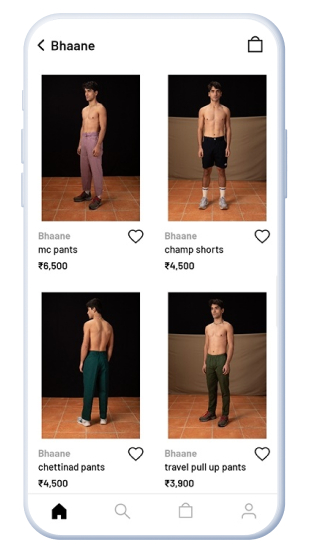 Bhaane
Bhaane
mc pants
₹6,500
Bhaane
champ shorts
₹4,500
Bhaane
chettinad pants
₹4,500
Bhaane
travel pull up pants
₹3,900